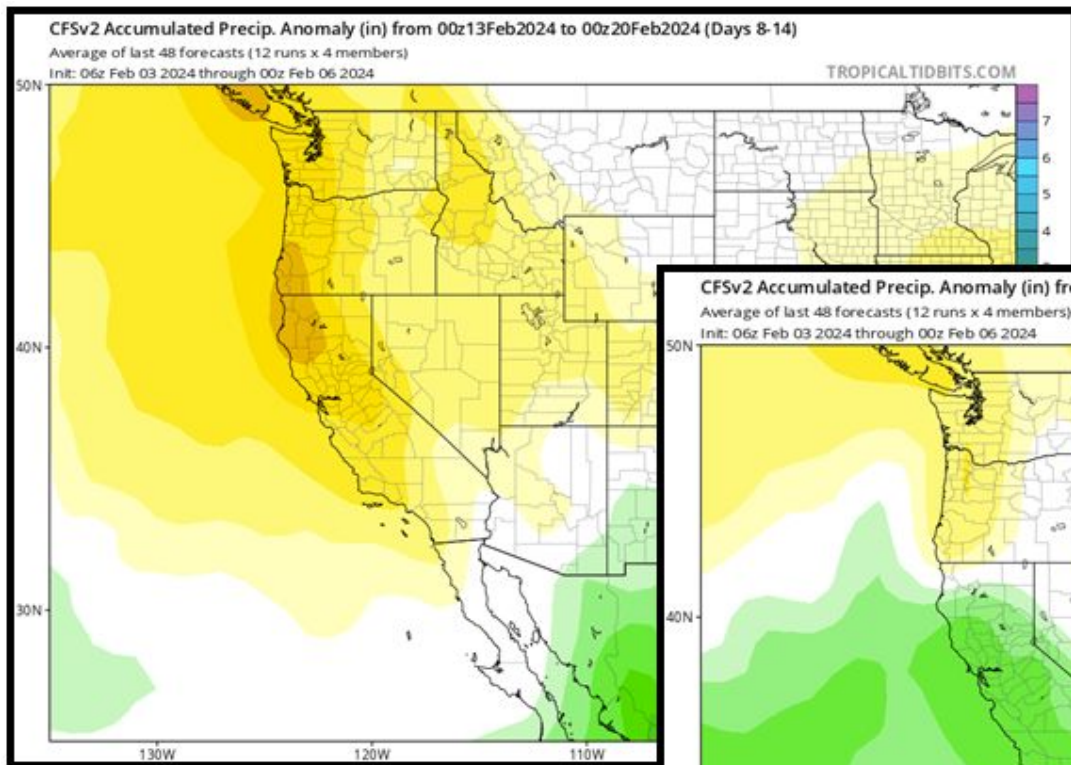 CFSv2 Accumulated Precip. Anomaly (in) from 00z13Feb2024 to 00z20Feb2024 (Days 8-14)
Average of last 48 forecasts (12 runs x 4 members)
Init: 06z Feb 03 2024 through 00z Feb 06 2024
TROPICALTIDBITS.COM
50N
40N
30N
130W
120W
110W
7
6
5
4
CFSv2 Accumulated Precip. Anomaly (in)
Average of last 48 forecasts (12 runs x 4 members)
Init: 06z Feb 03 2024 through 00z Feb 06 2024
50N
40N